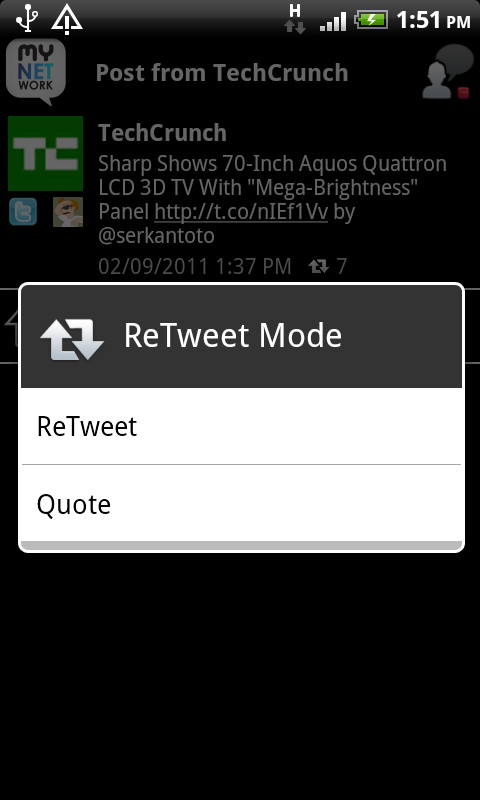 H
1:51 PM
MY
NET
WORK
Post from TechCrunch
TC
TechCrunch
Sharp Shows 70-Inch Aquos Quattron
LCD 3D TV With "Mega-Brightness"
Panel http://t.co/nIEf1Vv by
@serkantoto
02/09/2011 1:37 PM 7
ReTweet Mode
ReTweet
Quote